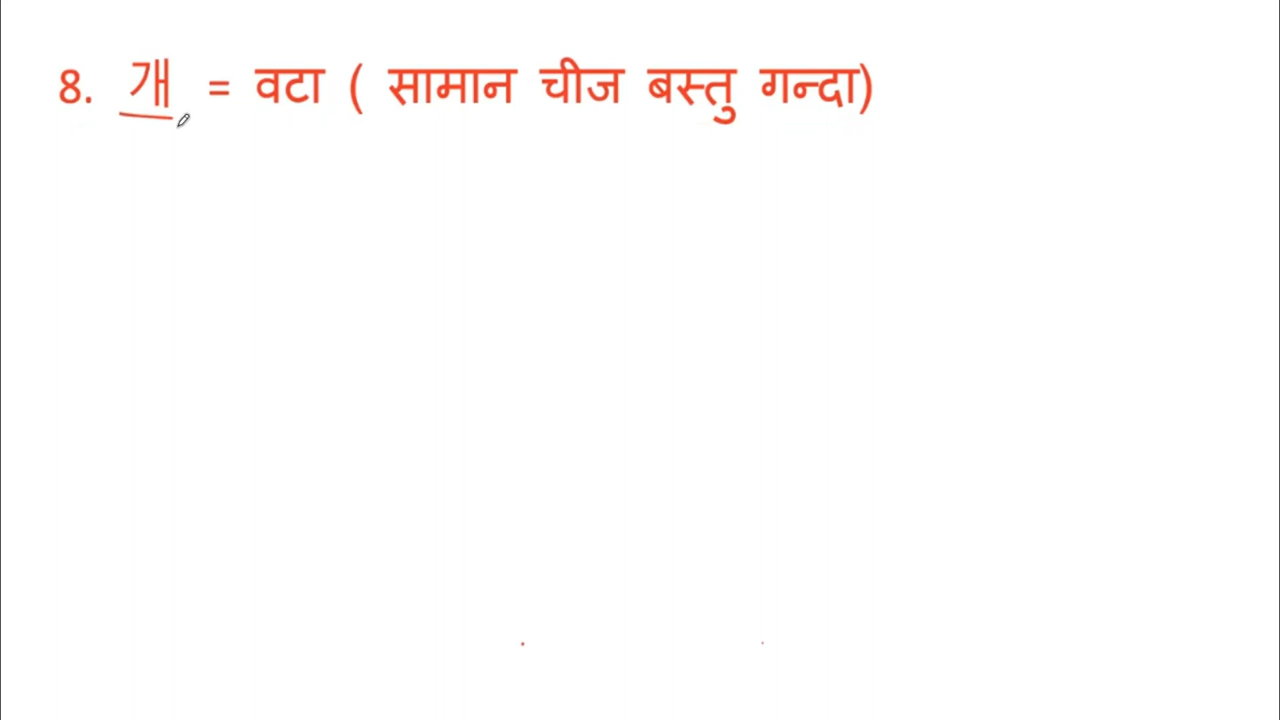 8. 개 = वटा ( सामान चीज बस्तु गन्दा)